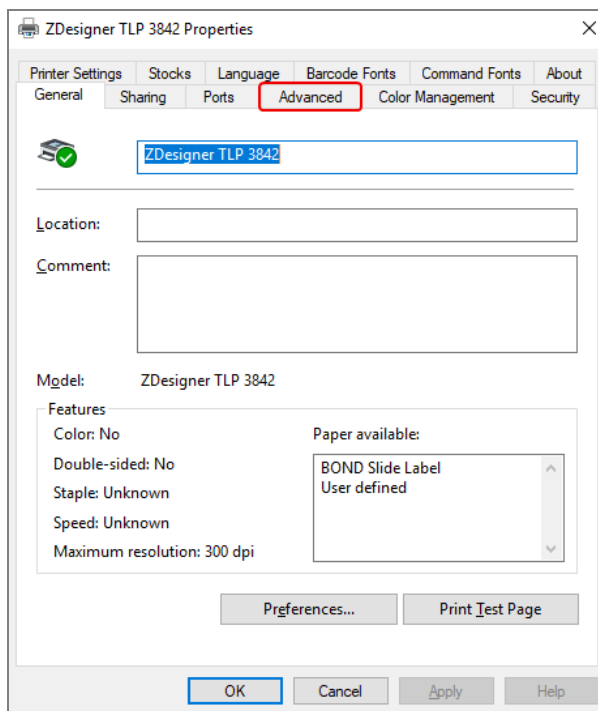 ZDesigner TLP 3842 Properties
Printer Settings Stocks Language Barcode Fonts Command Fonts About
General Sharing Ports Advanced Color Management Security
ZDesigner TLP 3842
Location:
Comment:
Model: ZDesigner TLP 3842
Features
Color: No Paper available:
Double-sided: No BOND Slide Label
Staple: Unknown User defined
Speed: Unknown
Maximum resolution: 300 dpi
Preferences... Print Test Page
OK Cancel Apply Help